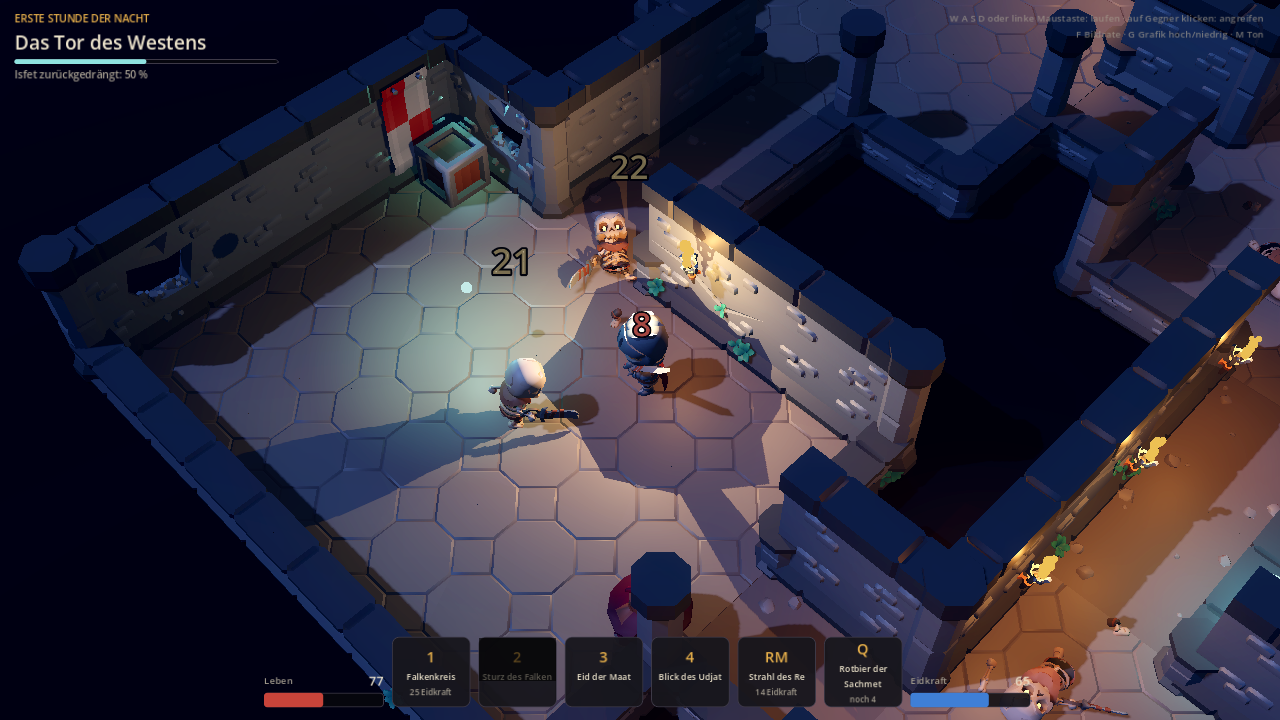 ERSTE STUNDE DER NACHT
Das Tor des Westens
Isfet zurückgedrängt: 50 %
W A S D oder linke Maustaste: laufen auf Gegner klicken: angreifen
F Bildrate · G Grafik hoch/niedrig · M Ton
22
21
8
Leben 77
1
Falkenkreis
25 Eidkraft
2
Sturz des Falken
3
Eid der Maat
4
Blick des Udjat
RM
Strahl des Re
14 Eidkraft
Q
Rotbier der
Sachmet
noch 4
Eidkraft 65